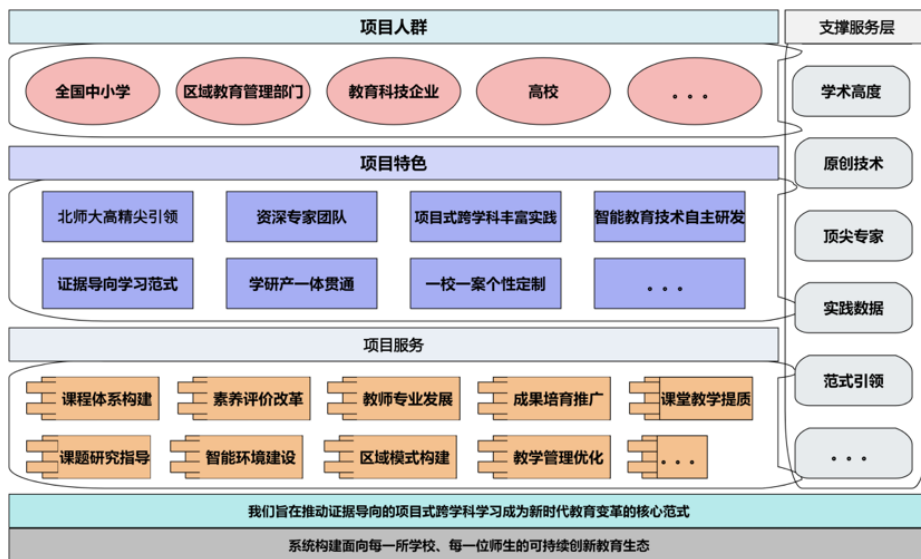 项目人群
全国中小学
区域教育管理部门
教育科技企业
高校
。。。
项目特色
北师大高精尖引领
资深专家团队
项目式跨学科丰富实践
智能教育技术自主研发
证据导向学习范式
学研产一体贯通
一校一案个性定制
。。。
项目服务
课程体系构建
素养评价改革
教师专业发展
成果培育推广
课堂教学提质
课题研究指导
智能环境建设
区域模式构建
教学管理优化
。。。
支撑服务层
学术高度
原创技术
顶尖专家
实践数据
范式引领
。。。
我们旨在推动证据导向的项目式跨学科学习成为新时代教育变革的核心范式
系统构建面向每一所学校、每一位师生的可持续创新教育生态